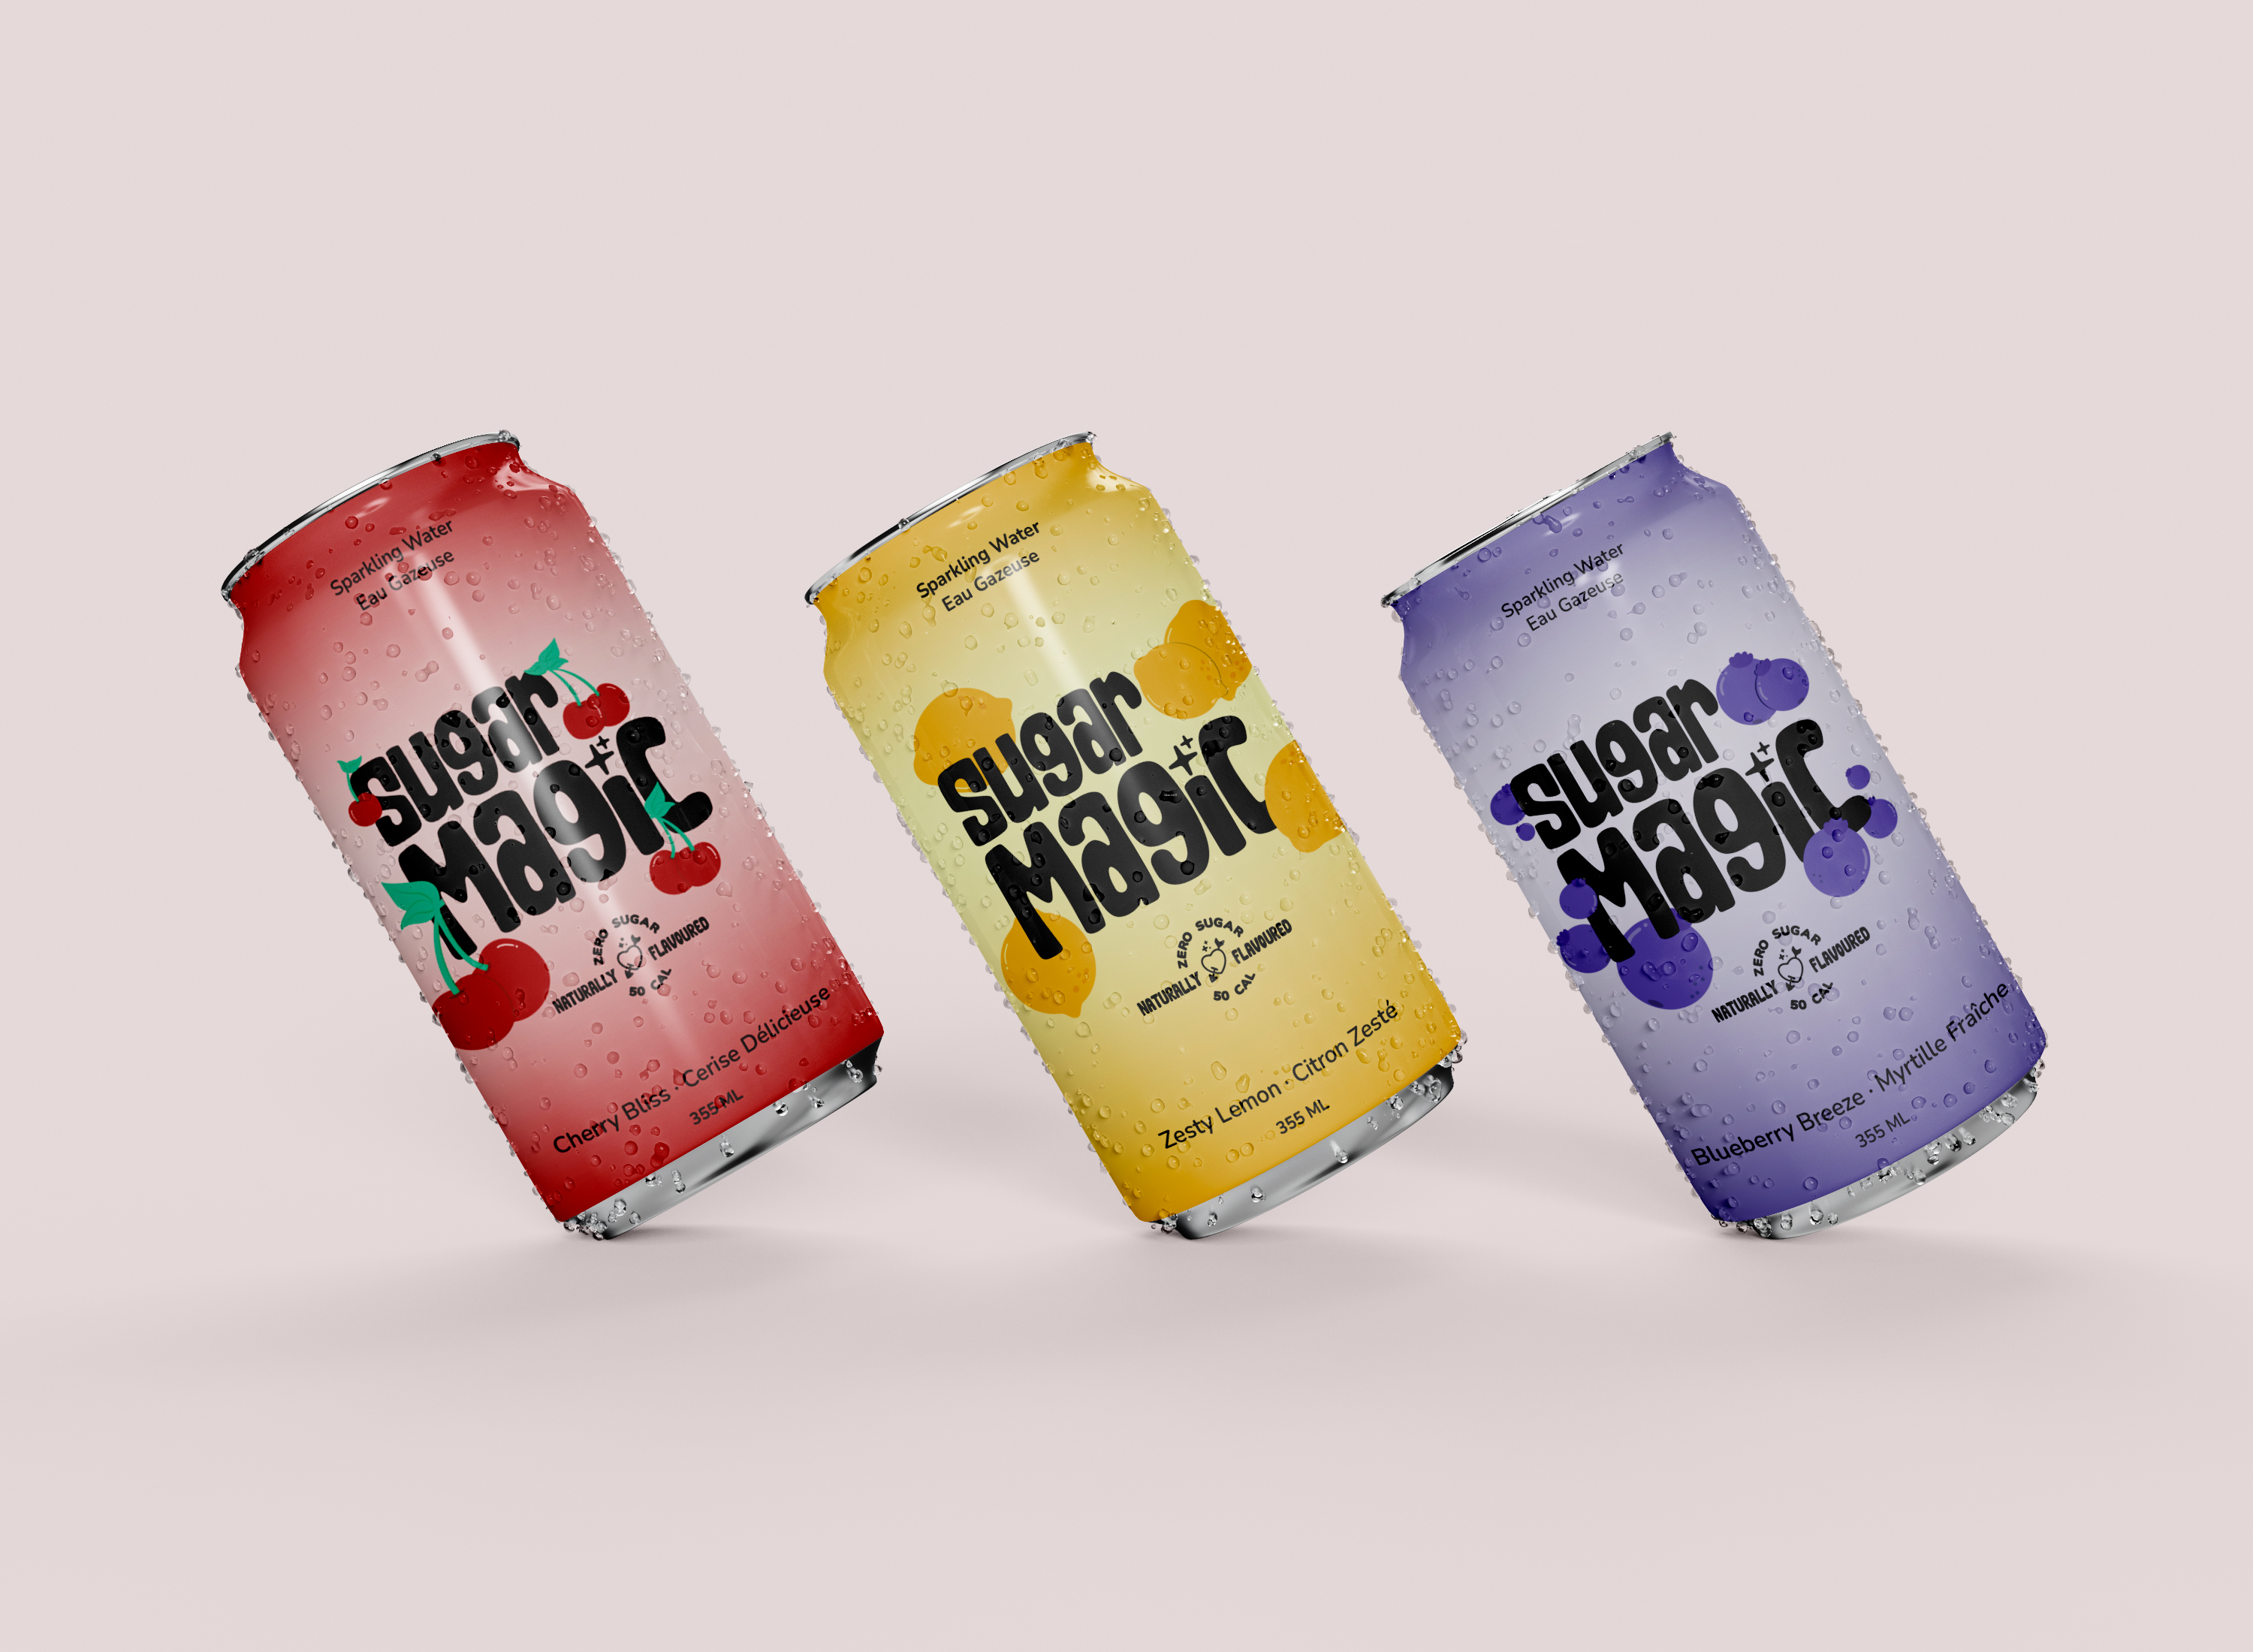 Sparkling Water
Eau Gazeuse
sugar
Magic
ZERO SUGAR
NATURALLY FLAVOURED
50 CAL
Cherry Bliss · Cerise Délicieuse
355 ML
Sparkling Water
Eau Gazeuse
sugar
Magic
ZERO SUGAR
NATURALLY FLAVOURED
50 CAL
Zesty Lemon · Citron Zesté
355 ML
Sparkling Water
Eau Gazeuse
sugar
Magic
ZERO SUGAR
NATURALLY FLAVOURED
50 CAL
Blueberry Breeze · Myrtille Fraîche
355 ML